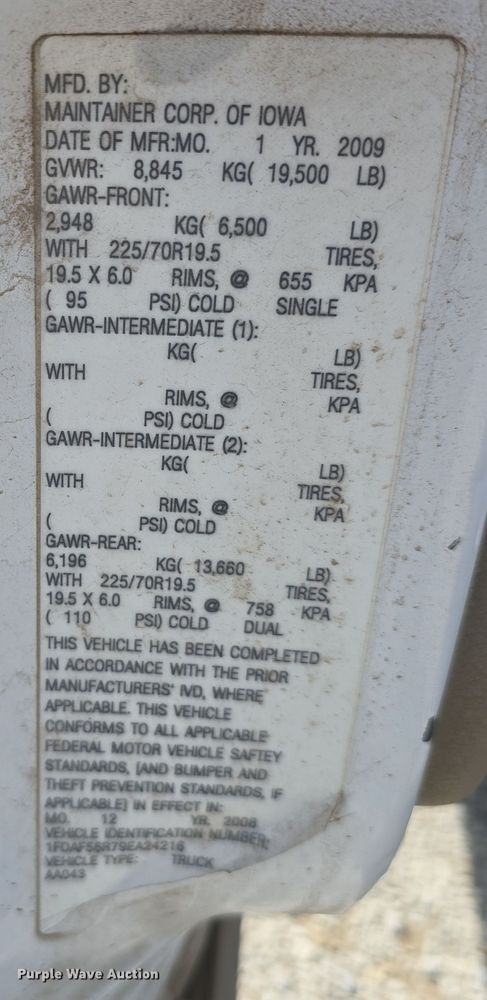 MFD. BY:
MAINTAINER CORP. OF IOWA
DATE OF MFR:MO. 1 YR. 2009
GVWR: 8,845 KG( 19,500 LB)
GAWR-FRONT:
2,948 KG( 6,500 LB)
WITH 225/70R19.5 TIRES,
19.5 X 6.0 RIMS, @ 655 KPA
( 95 PSI) COLD SINGLE
GAWR-INTERMEDIATE (1):
KG( LB)
WITH TIRES,
RIMS, @ KPA
( PSI) COLD
GAWR-INTERMEDIATE (2):
KG( LB)
WITH TIRES,
RIMS, @ KPA
( PSI) COLD
GAWR-REAR:
6,196 KG( 13,660 LB)
WITH 225/70R19.5 TIRES,
19.5 X 6.0 RIMS, @ 758 KPA
( 110 PSI) COLD DUAL
THIS VEHICLE HAS BEEN COMPLETED
IN ACCORDANCE WITH THE PRIOR
MANUFACTURERS' IVD, WHERE
APPLICABLE. THIS VEHICLE
CONFORMS TO ALL APPLICABLE
FEDERAL MOTOR VEHICLE SAFTEY
STANDARDS, [AND BUMPER AND
THEFT PREVENTION STANDARDS, IF
APPLICABLE] IN EFFECT IN:
MO. 12 YR. 2008
VEHICLE IDENTIFICATION NUMBER:
1FDAF56R79EA24216
VEHICLE TYPE: TRUCK
AA043
Purple Wave Auction